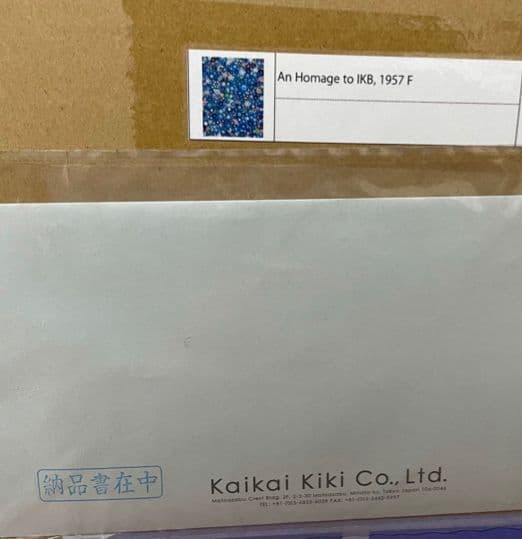 An Homage to IKB, 1957 F
納品書在中
Kaikai Kiki Co., Ltd.